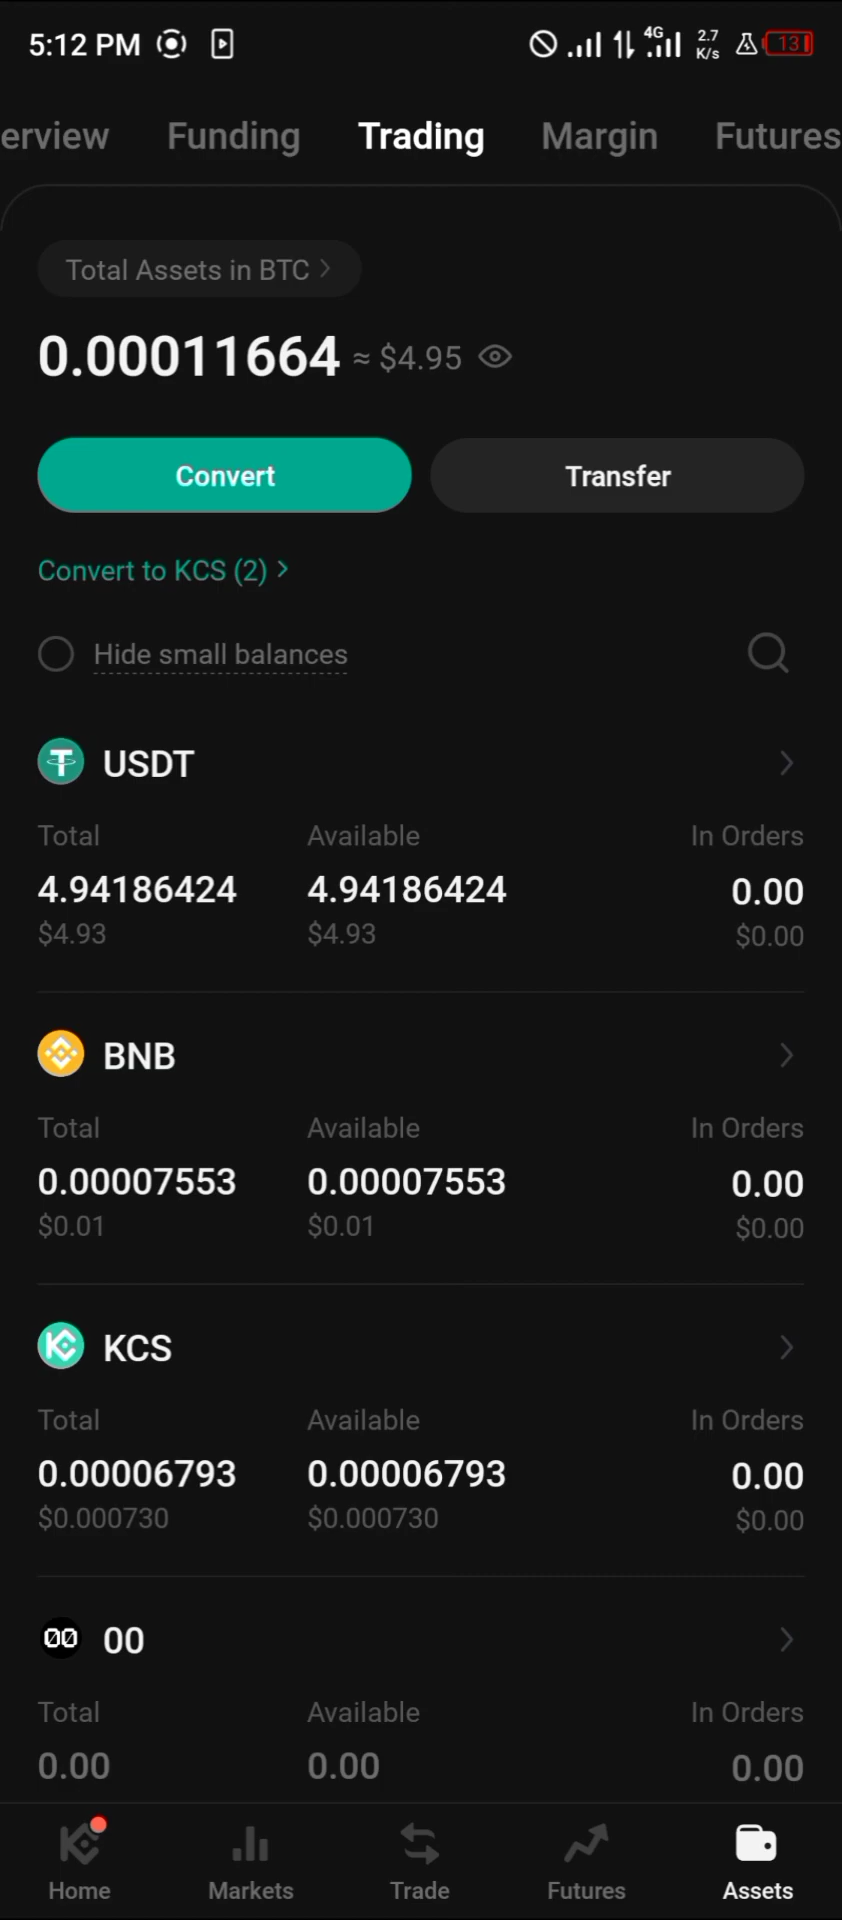 5:12 PM 4G 2.7 K/s 13
erview Funding Trading Margin Futures
Total Assets in BTC >
0.00011664 ≈ $4.95
Convert Transfer
Convert to KCS (2) >
Hide small balances
USDT
Total Available In Orders
4.94186424 4.94186424 0.00
$4.93 $4.93 $0.00
BNB
Total Available In Orders
0.00007553 0.00007553 0.00
$0.01 $0.01 $0.00
KCS
Total Available In Orders
0.00006793 0.00006793 0.00
$0.000730 $0.000730 $0.00
00 00
Total Available In Orders
0.00 0.00 0.00
Home Markets Trade Futures Assets